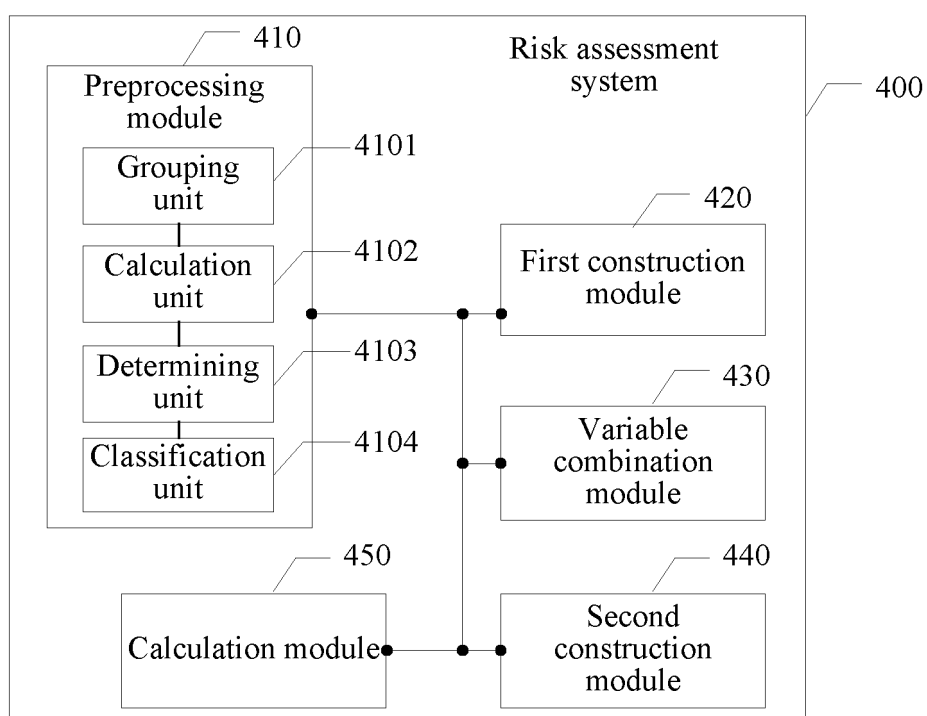 410
Risk assessment
system
400
Preprocessing
module
4101
Grouping
unit
4102
Calculation
unit
4103
Determining
unit
4104
Classification
unit
420
First construction
module
430
Variable
combination
module
450
Calculation module
440
Second
construction
module